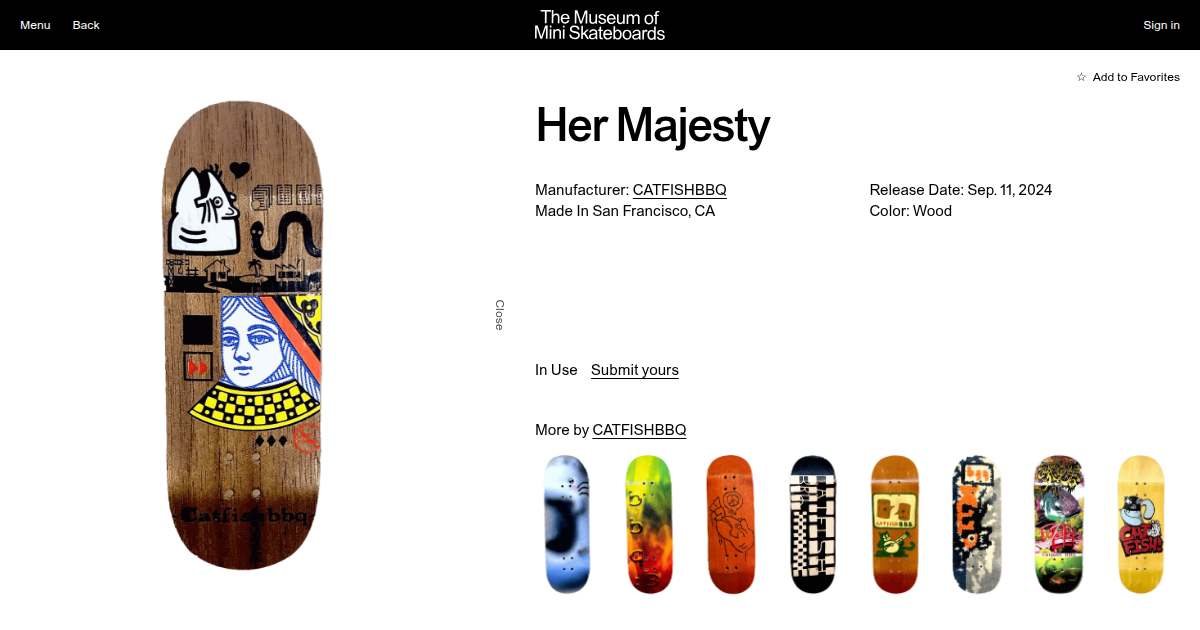 Menu
Back
The Museum of
Mini Skateboards
Sign in
☆ Add to Favorites
Her Majesty
Manufacturer: CATFISHBBQ
Made In San Francisco, CA
Release Date: Sep. 11, 2024
Color: Wood
Close
Catfishbbq
In Use
Submit yours
More by CATFISHBBQ